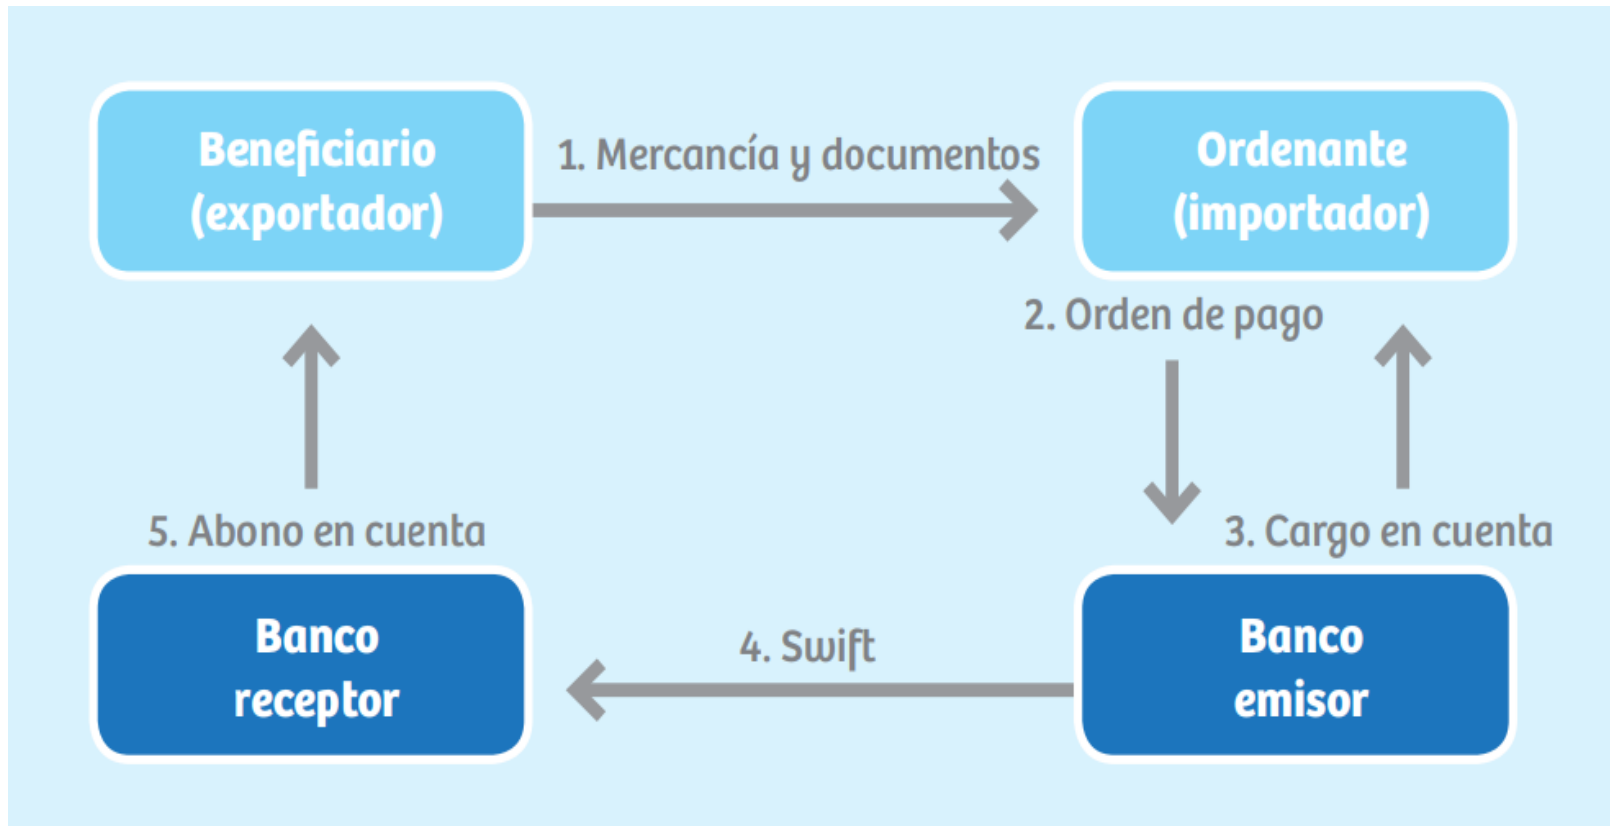 Beneficiario
(exportador)
1. Mercancía y documentos
Ordenante
(importador)
2. Orden de pago
3. Cargo en cuenta
5. Abono en cuenta
Banco
receptor
4. Swift
Banco
emisor